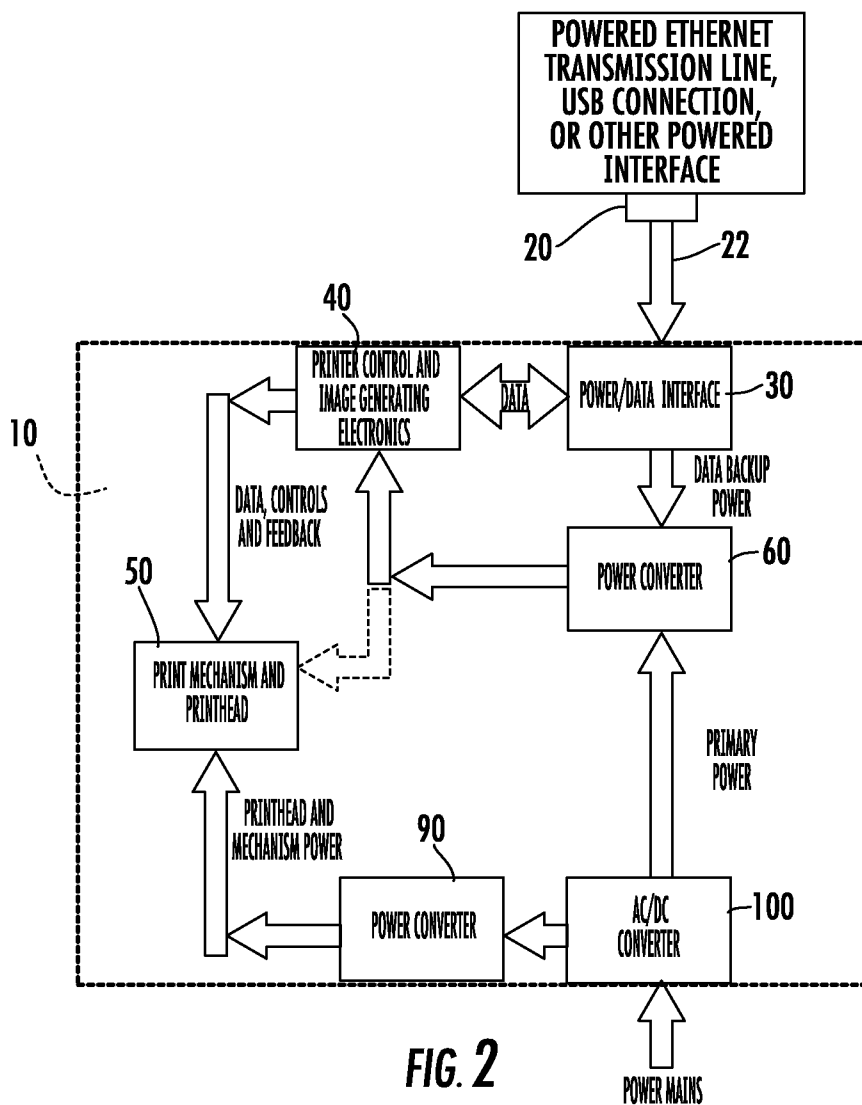 POWERED ETHERNET
TRANSMISSION LINE,
USB CONNECTION,
OR OTHER POWERED
INTERFACE
20
22
40
PRINTER CONTROL AND
IMAGE GENERATING
ELECTRONICS
DATA
POWER/DATA INTERFACE
30
10
DATA, CONTROLS
AND FEEDBACK
DATA BACKUP
POWER
50
POWER CONVERTER
60
PRINT MECHANISM AND
PRINTHEAD
PRIMARY
POWER
PRINTHEAD AND
MECHANISM POWER
90
POWER CONVERTER
AC/DC
CONVERTER
100
FIG. 2
POWER MAINS